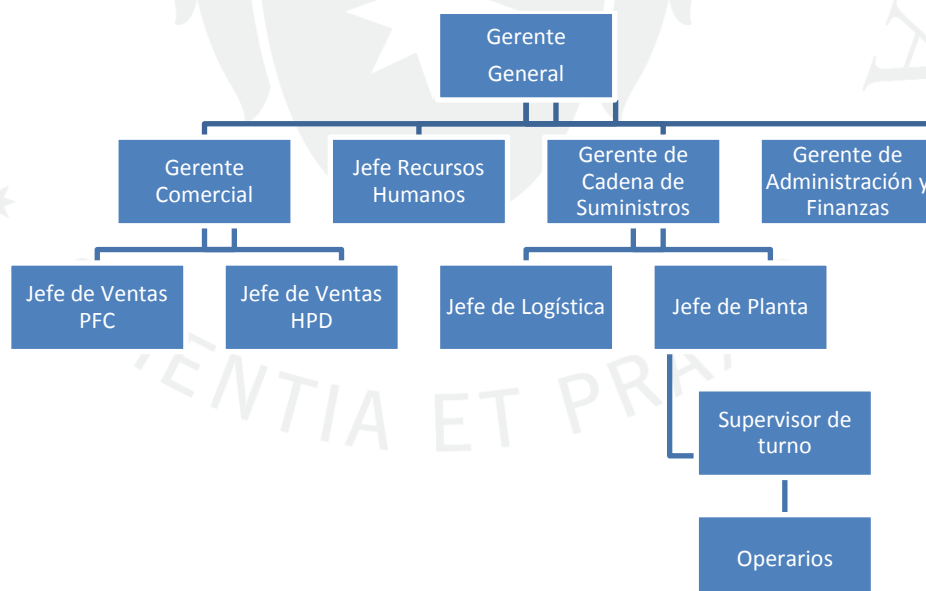 Gerente
General
Gerente
Comercial
Jefe Recursos
Humanos
Gerente de
Cadena de
Suministros
Gerente de
Administración y
Finanzas
Jefe de Ventas
PFC
Jefe de Ventas
HPD
Jefe de Logística
Jefe de Planta
Supervisor de
turno
Operarios
ENTIA ET PRA